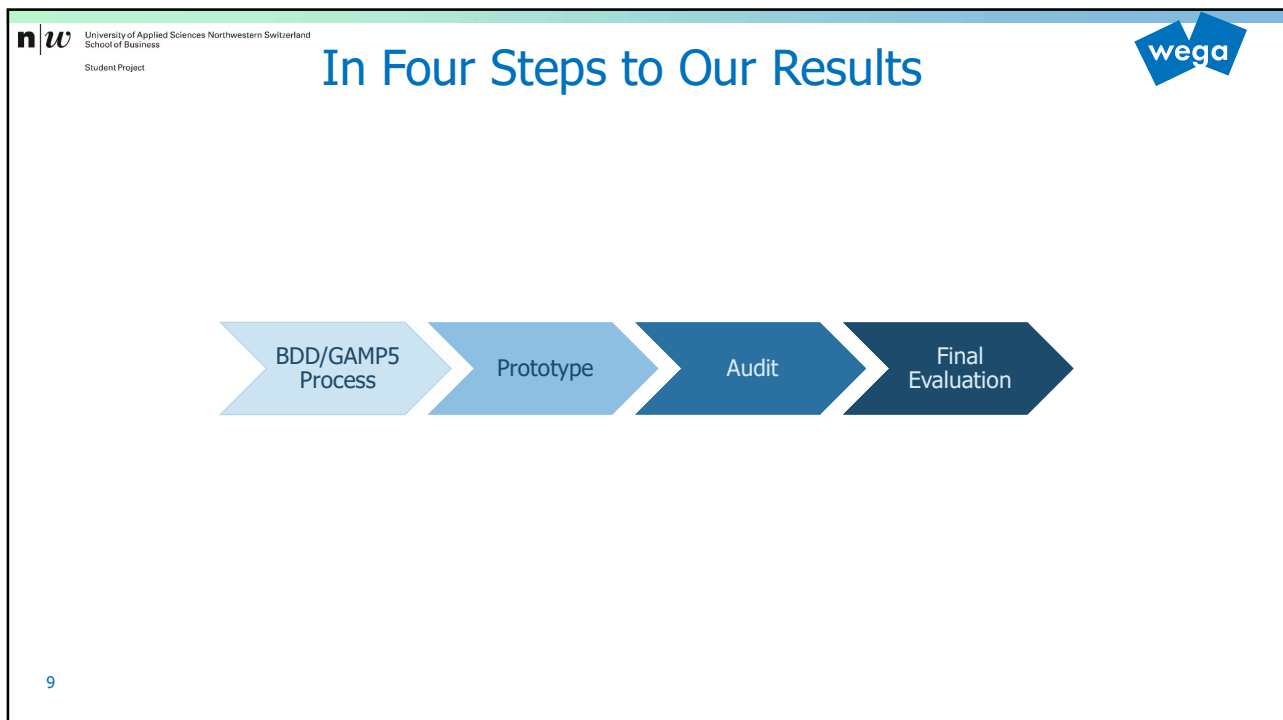 n|w
University of Applied Sciences Northwestern Switzerland
School of Business
Student Project
In Four Steps to Our Results
wega
BDD/GAMP5
Process
Prototype
Audit
Final
Evaluation
9